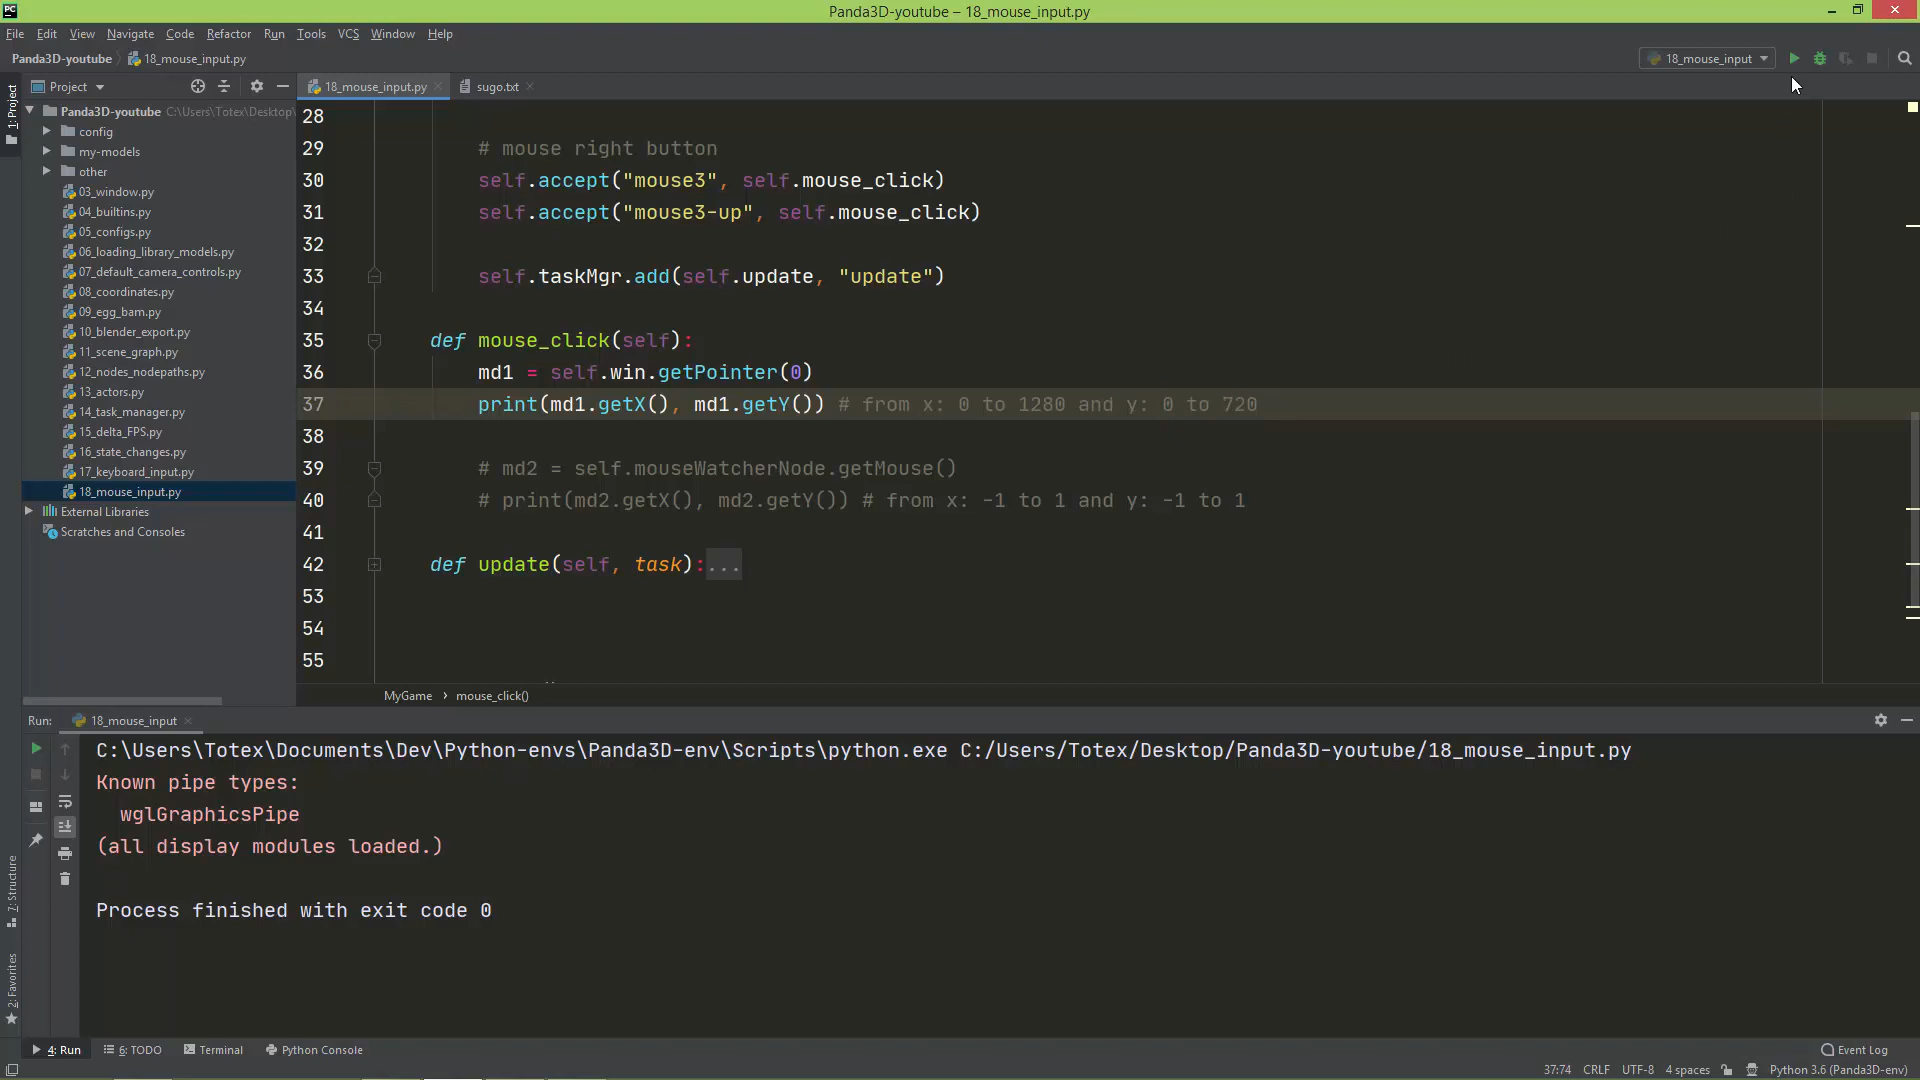 PC
Panda3D-youtube – 18_mouse_input.py
File Edit View Navigate Code Refactor Run Tools VCS Window Help
Panda3D-youtube 18_mouse_input.py
18_mouse_input
Project
18_mouse_input.py
sugo.txt
1: Project
Panda3D-youtube C:\Users\Totex\Desktop\
config
my-models
other
03_window.py
04_builtins.py
05_configs.py
06_loading_library_models.py
07_default_camera_controls.py
08_coordinates.py
09_egg_bam.py
10_blender_export.py
11_scene_graph.py
12_nodes_nodepaths.py
13_actors.py
14_task_manager.py
15_delta_FPS.py
16_state_changes.py
17_keyboard_input.py
18_mouse_input.py
External Libraries
Scratches and Consoles
28
29 # mouse right button
30 self.accept("mouse3", self.mouse_click)
31 self.accept("mouse3-up", self.mouse_click)
32
33 self.taskMgr.add(self.update, "update")
34
35 def mouse_click(self):
36 md1 = self.win.getPointer(0)
37 print(md1.getX(), md1.getY()) # from x: 0 to 1280 and y: 0 to 720
38
39 # md2 = self.mouseWatcherNode.getMouse()
40 # print(md2.getX(), md2.getY()) # from x: -1 to 1 and y: -1 to 1
41
42 def update(self, task):...
53
54
55
MyGame › mouse_click()
Run: 18_mouse_input
C:\Users\Totex\Documents\Dev\Python-envs\Panda3D-env\Scripts\python.exe C:/Users/Totex/Desktop/Panda3D-youtube/18_mouse_input.py
Known pipe types:
wglGraphicsPipe
(all display modules loaded.)
Process finished with exit code 0
7: Structure
2: Favorites
4: Run 6: TODO Terminal Python Console Event Log
37:74 CRLF UTF-8 4 spaces Python 3.6 (Panda3D-env)